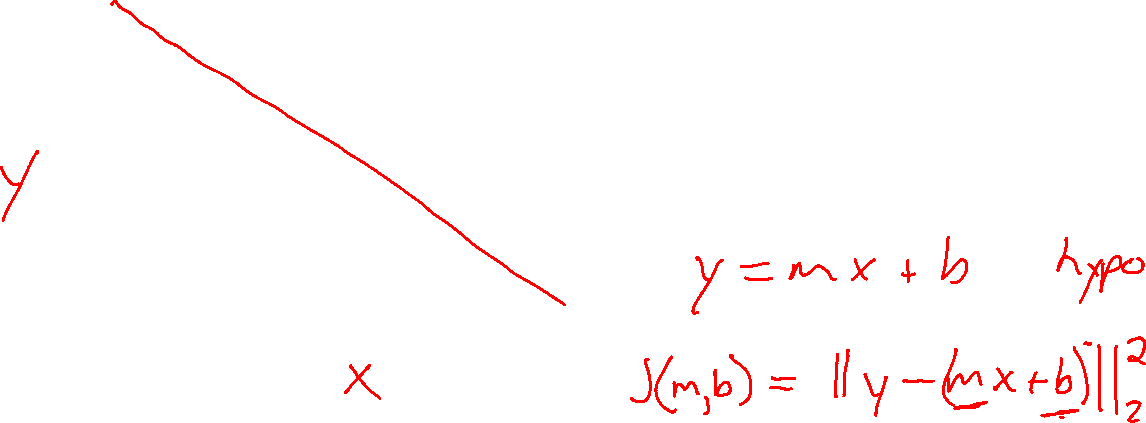 y
y = mx + b hypo
x
J(m,b) = ||y - (mx + b)||₂²